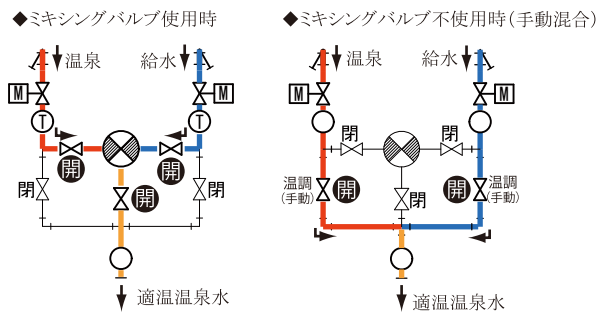 ◆ミキシングバルブ使用時
温泉
給水
M
M
T
T
開
開
閉
開
閉
適温温泉水
◆ミキシングバルブ不使用時(手動混合)
温泉
給水
M
M
閉
閉
温調
(手動)
開
閉
開
温調
(手動)
適温温泉水